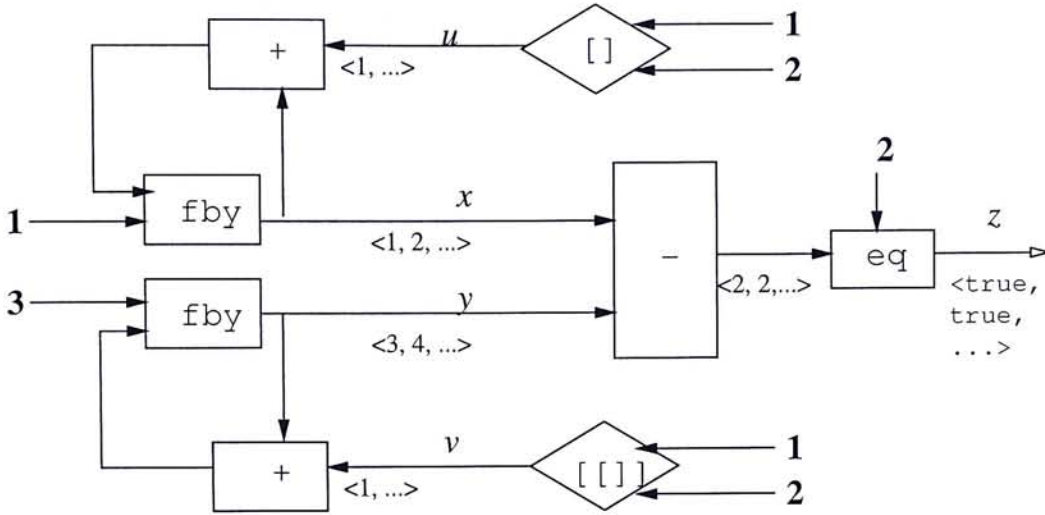 +
u
<1, ...>
[]
1
2
1
fby
x
<1, 2, ...>
2
-
<2, 2,...>
eq
z
<true,
true,
...>
3
fby
y
<3, 4, ...>
+
v
<1, ...>
[[]]
1
2